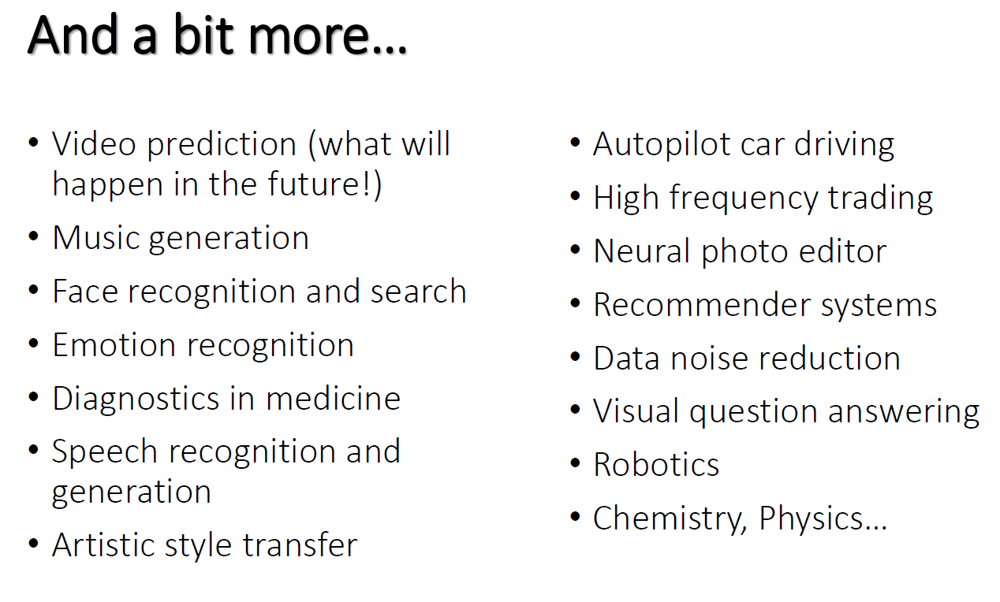 And a bit more...
• Video prediction (what will
happen in the future!)
• Music generation
• Face recognition and search
• Emotion recognition
• Diagnostics in medicine
• Speech recognition and
generation
• Artistic style transfer
• Autopilot car driving
• High frequency trading
• Neural photo editor
• Recommender systems
• Data noise reduction
• Visual question answering
• Robotics
• Chemistry, Physics...